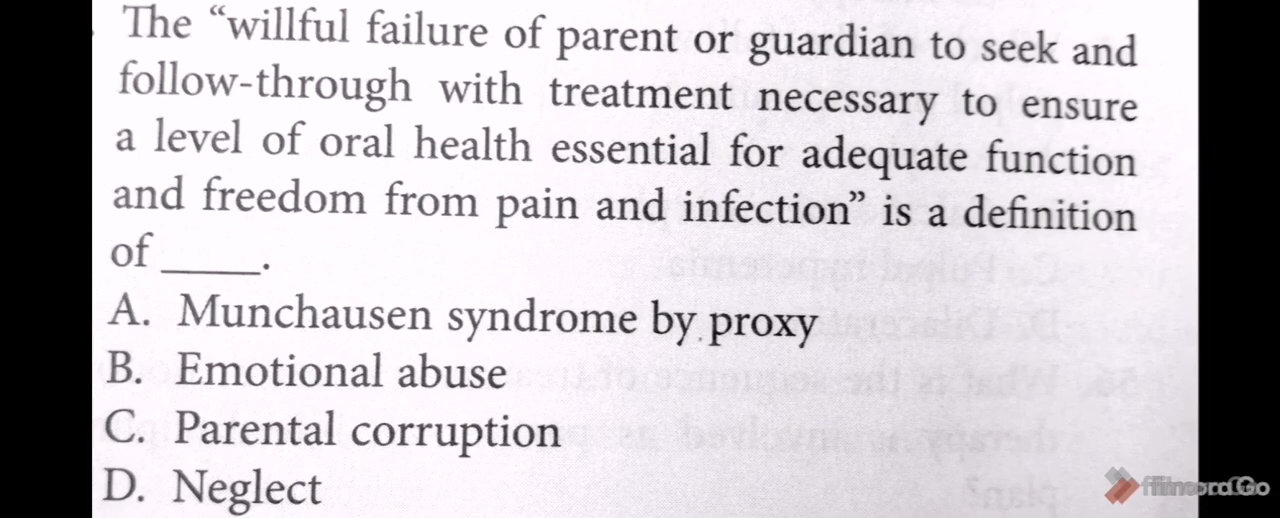 The “willful failure of parent or guardian to seek and
follow-through with treatment necessary to ensure
a level of oral health essential for adequate function
and freedom from pain and infection” is a definition
of _____.
A. Munchausen syndrome by proxy
B. Emotional abuse
C. Parental corruption
D. Neglect